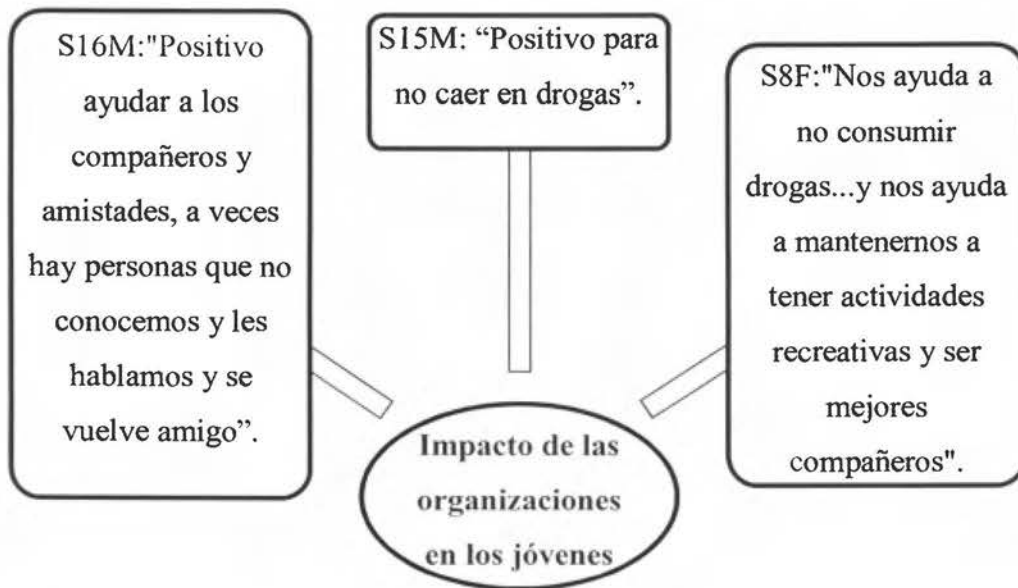 S16M:"Positivo
ayudar a los
compañeros y
amistades, a veces
hay personas que no
conocemos y les
hablamos y se
vuelve amigo”.
S15M: “Positivo para
no caer en drogas”.
S8F:"Nos ayuda a
no consumir
drogas...y nos ayuda
a mantenernos a
tener actividades
recreativas y ser
mejores
compañeros".
Impacto de las
organizaciones
en los jóvenes